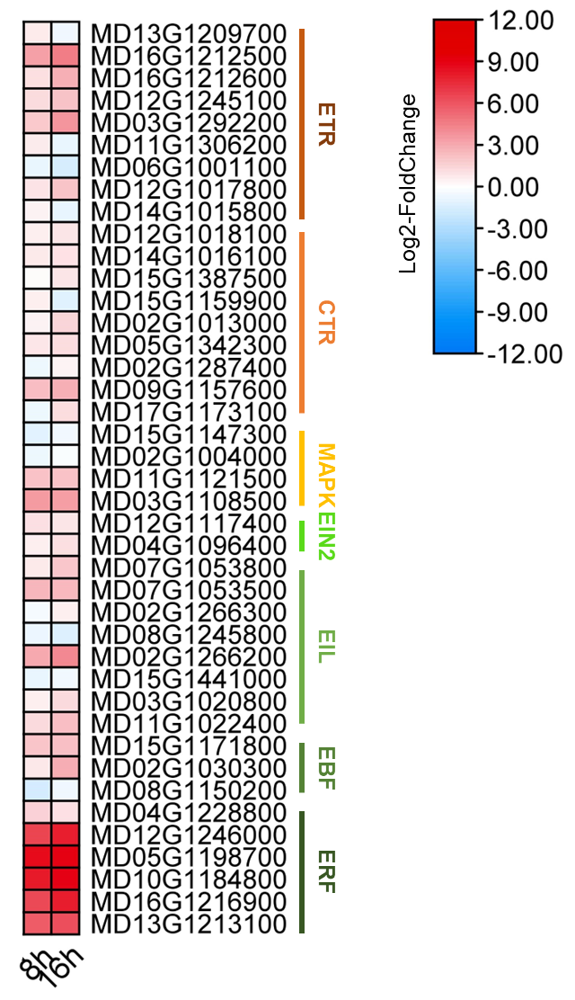 MD13G1209700
MD16G1212500
MD16G1212600
MD12G1245100
MD03G1292200
MD11G1306200
MD06G1001100
MD12G1017800
MD14G1015800
MD12G1018100
MD14G1016100
MD15G1387500
MD15G1159900
MD02G1013000
MD05G1342300
MD02G1287400
MD09G1157600
MD17G1173100
MD15G1147300
MD02G1004000
MD11G1121500
MD03G1108500
MD12G1117400
MD04G1096400
MD07G1053800
MD07G1053500
MD02G1266300
MD08G1245800
MD02G1266200
MD15G1441000
MD03G1020800
MD11G1022400
MD15G1171800
MD02G1030300
MD08G1150200
MD04G1228800
MD12G1246000
MD05G1198700
MD10G1184800
MD16G1216900
MD13G1213100
8h
16h
ETR
CTR
MAPK
EIN2
EIL
EBF
ERF
Log2-FoldChange
12.00
9.00
6.00
3.00
0.00
-3.00
-6.00
-9.00
-12.00